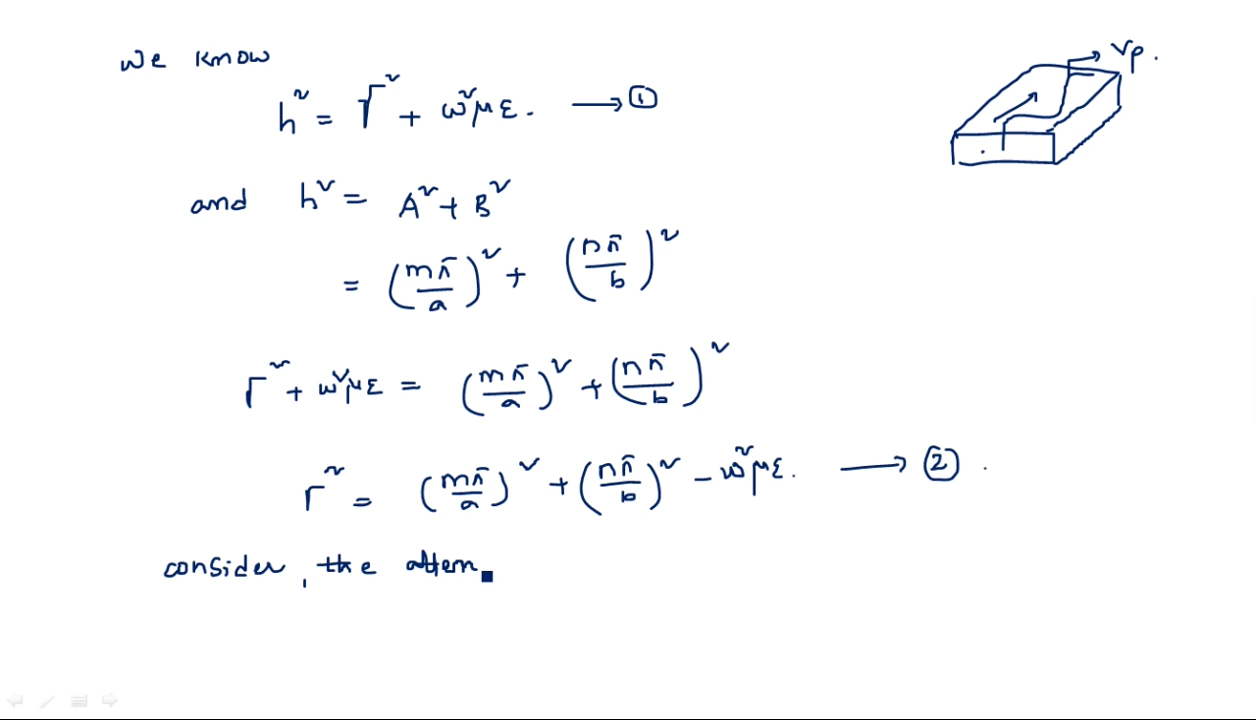 we know
h² = Γ² + ω²με. → ①
Vp.
and h² = A² + B²
= (mπ/a)² + (nπ/b)²
Γ² + ω²με = (mπ/a)² + (nπ/b)²
Γ² = (mπ/a)² + (nπ/b)² - ω²με. → ②
consider, the atten